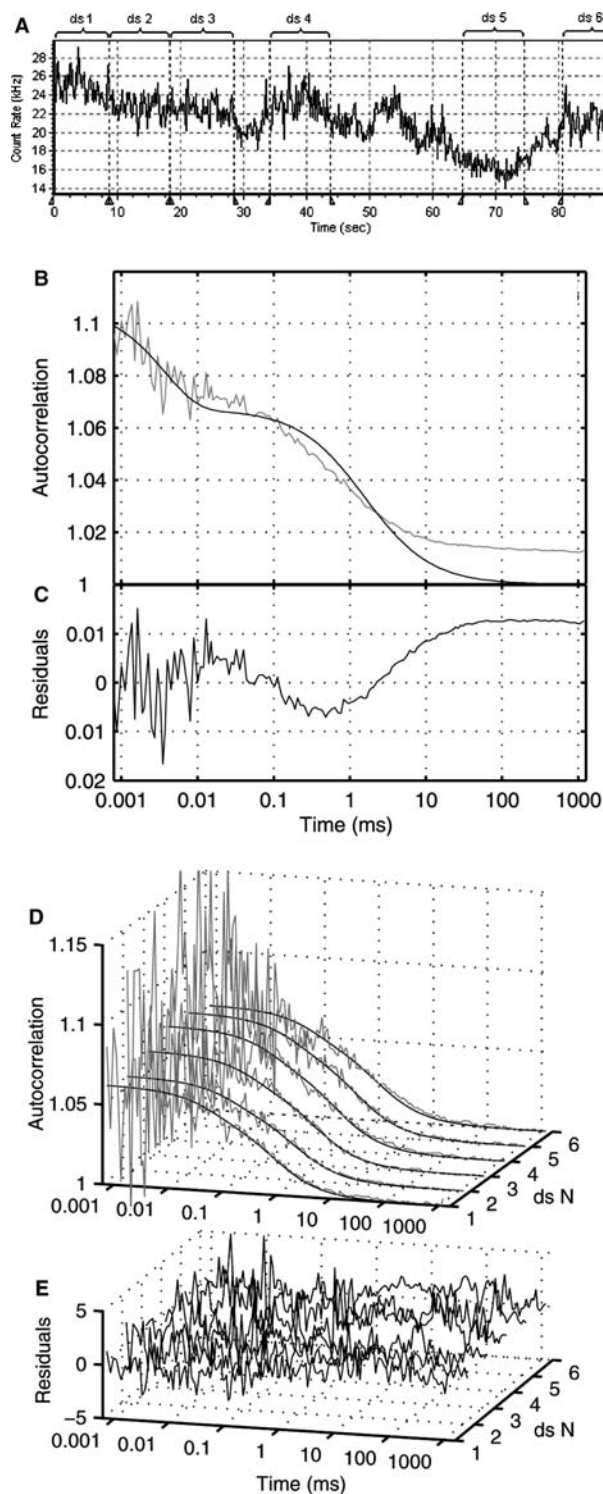 A
ds 1 ds 2 ds 3 ds 4 ds 5 ds 6
Count Rate (kHz)
28
26
24
22
20
18
16
14
0 10 20 30 40 50 60 70 80
Time (sec)
B
Autocorrelation
1.1
1.08
1.06
1.04
1.02
1
C
Residuals
0.01
0
0.01
0.02
0.001 0.01 0.1 1 10 100 1000
Time (ms)
D
Autocorrelation
1.15
1.1
1.05
1
0.001 0.01 0.1 1 10 100 1000
1 2 3 4 5 6
ds N
E
Residuals
5
0
−5
0.001 0.01 0.1 1 10 100 1000
1 2 3 4 5 6
ds N
Time (ms)